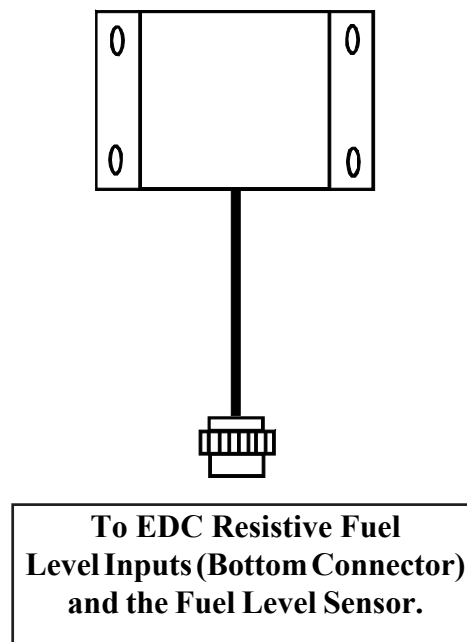 To EDC Resistive Fuel
Level Inputs (Bottom Connector)
and the Fuel Level Sensor.